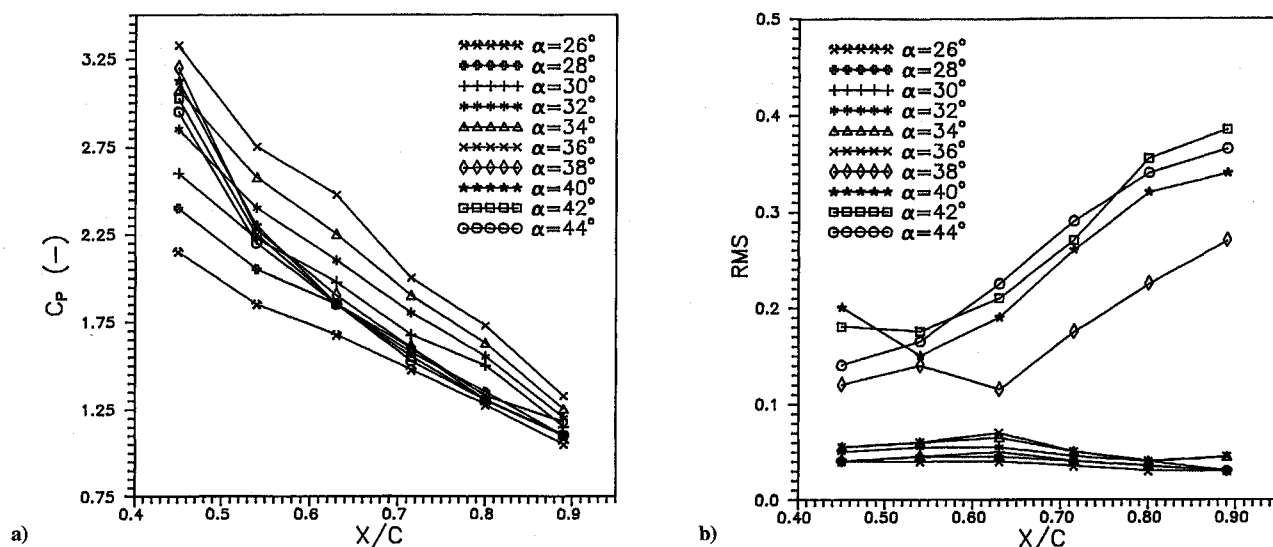 3.25
2.75
2.25
1.75
1.25
0.75
Cₚ (–)
0.4 0.5 0.6 0.7 0.8 0.9
X/C
α=26°
α=28°
α=30°
α=32°
α=34°
α=36°
α=38°
α=40°
α=42°
α=44°
a)
0.5
0.4
0.3
0.2
0.1
0.0
RMS
0.40 0.50 0.60 0.70 0.80 0.90
X/C
α=26°
α=28°
α=30°
α=32°
α=34°
α=36°
α=38°
α=40°
α=42°
α=44°
b)